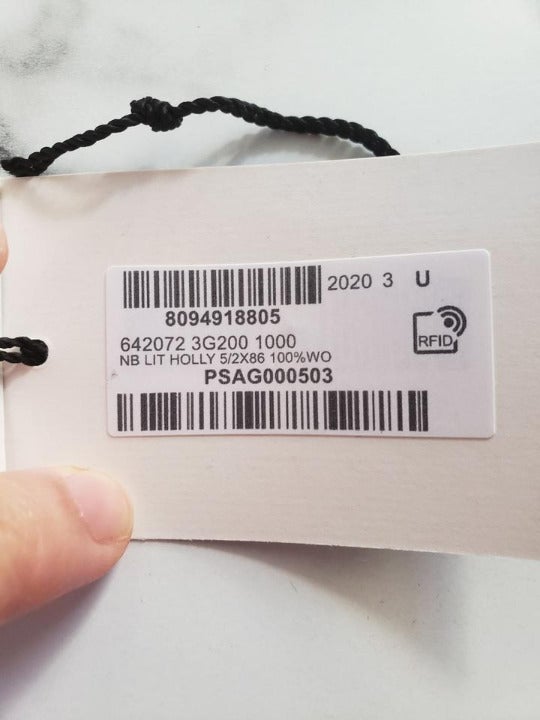 2020 3 U
8094918805
642072 3G200 1000
RFID
NB LIT HOLLY 5/2X86 100%WO
PSAG000503